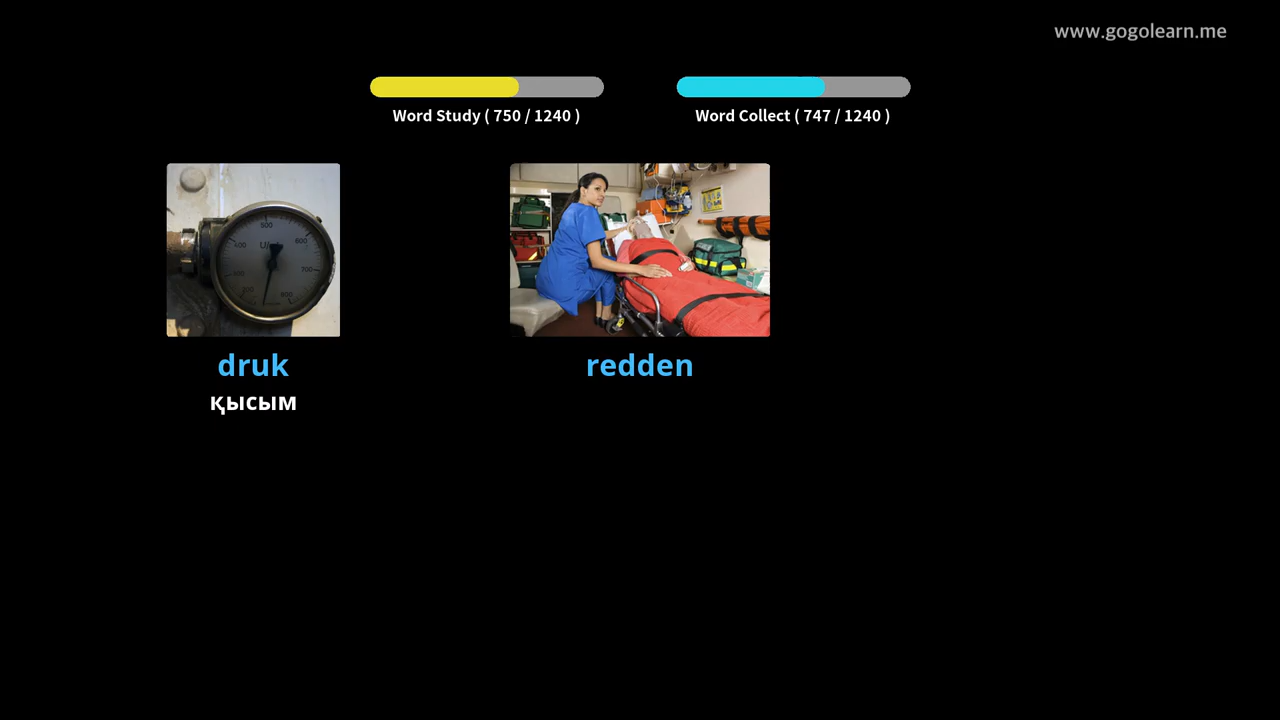 www.gogolearn.me
Word Study ( 750 / 1240 )
Word Collect ( 747 / 1240 )
druk
қысым
redden